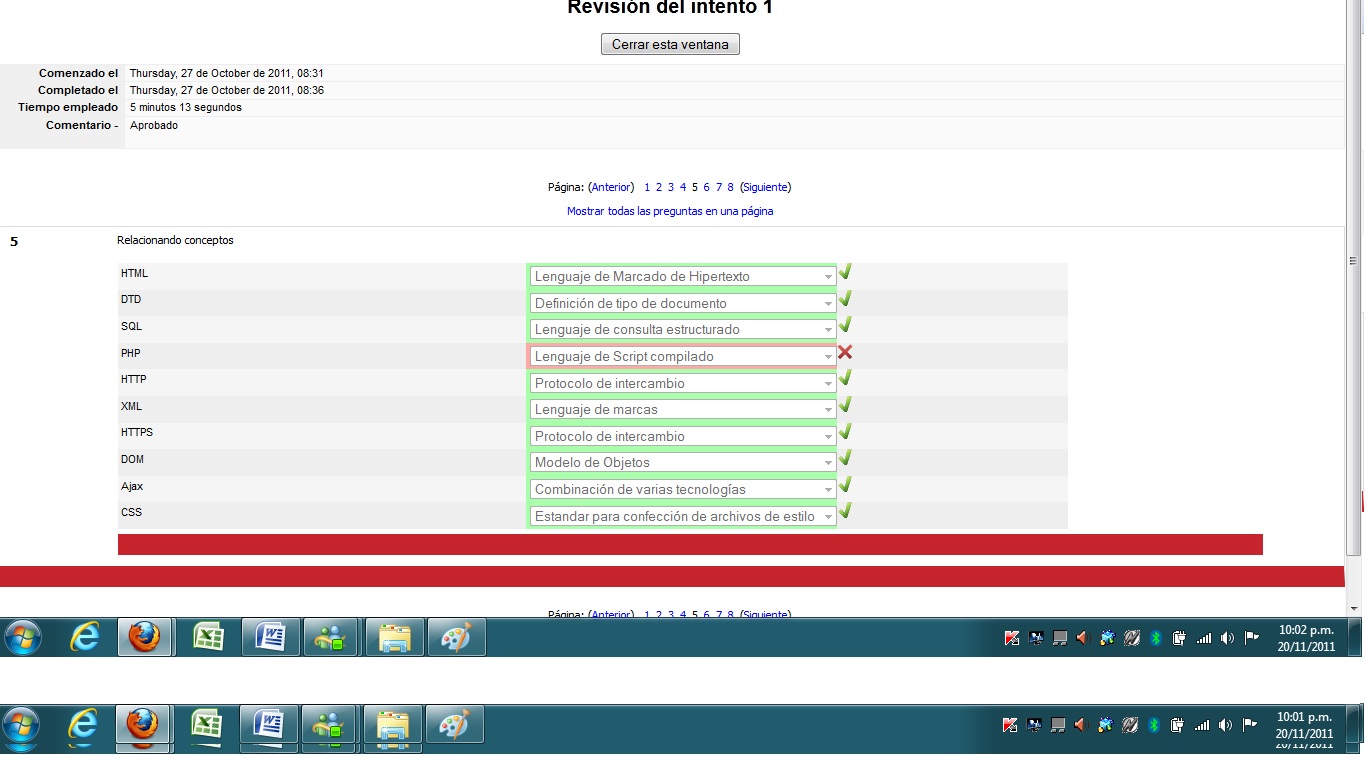 Revisión del intento 1
Cerrar esta ventana
Comenzado el Thursday, 27 de October de 2011, 08:31
Completado el Thursday, 27 de October de 2011, 08:36
Tiempo empleado 5 minutos 13 segundos
Comentario - Aprobado
Página: (Anterior) 1 2 3 4 5 6 7 8 (Siguiente)
Mostrar todas las preguntas en una página
5 Relacionando conceptos
HTML Lenguaje de Marcado de Hipertexto
DTD Definición de tipo de documento
SQL Lenguaje de consulta estructurado
PHP Lenguaje de Script compilado
HTTP Protocolo de intercambio
XML Lenguaje de marcas
HTTPS Protocolo de intercambio
DOM Modelo de Objetos
Ajax Combinación de varias tecnologías
CSS Estandar para confección de archivos de estilo
Página: (Anterior) 1 2 3 4 5 6 7 8 (Siguiente)
10:02 p.m.
20/11/2011
10:01 p.m.
20/11/2011
20/11/2011